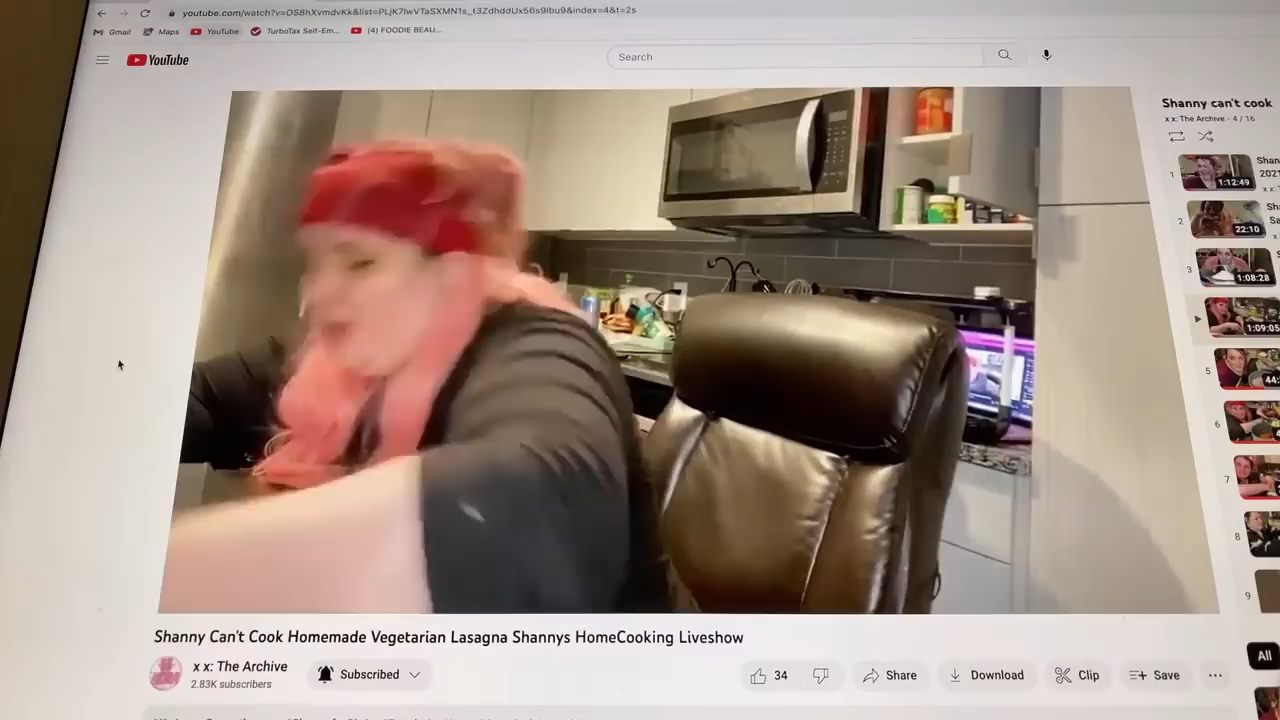 youtube.com/watch?v=DS8hXvmdvKk&list=PLjK7IwVTaSXMN1s_t3ZdhddUx56s9Ibu9&index=4&t=2s
Gmail Maps YouTube TurboTax Self-Em... (4) FOODIE BEAU...
YouTube
Search
Shanny can't cook
x x: The Archive - 4 / 16
1 1:12:49
2 22:10
3 1:08:28
1:09:05
5 44:
6
7
8
9
Shanny Can't Cook Homemade Vegetarian Lasagna Shannys HomeCooking Liveshow
x x: The Archive
2.83K subscribers
Subscribed
34
Share
Download
Clip
Save
All